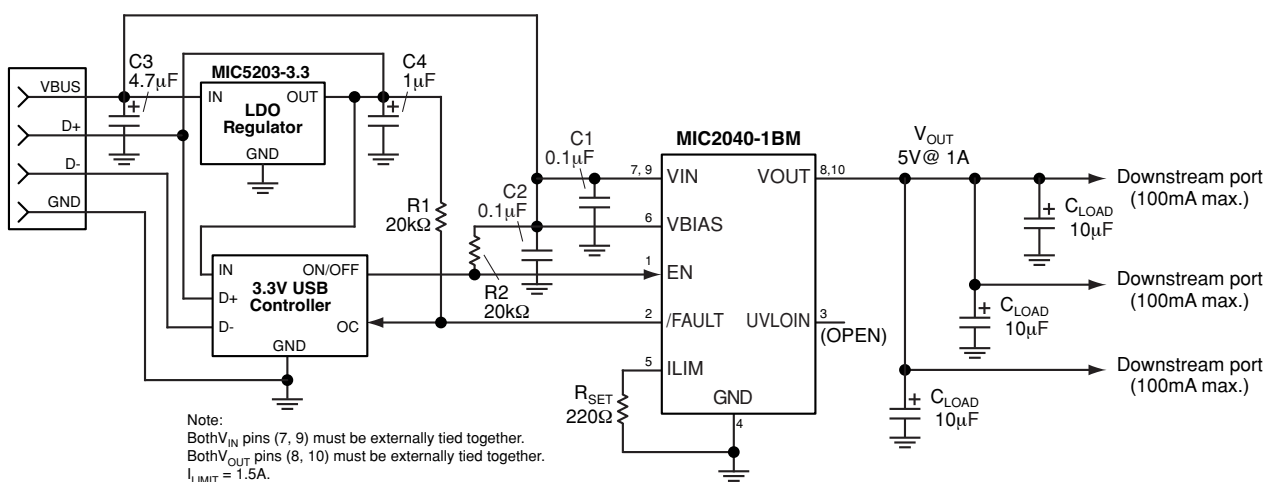 VBUS
D+
D-
GND
C3
4.7μF
MIC5203-3.3
IN
OUT
LDO
Regulator
GND
C4
1μF
R1
20kΩ
IN
ON/OFF
3.3V USB
Controller
D+
D-
OC
GND
C1
0.1μF
C2
0.1μF
R2
20kΩ
MIC2040-1BM
7, 9
VIN
VOUT
8,10
6
VBIAS
1
EN
2
/FAULT
UVLOIN
3
(OPEN)
5
ILIM
GND
4
RSET
220Ω
VOUT
5V@ 1A
+
CLOAD
10μF
Downstream port
(100mA max.)
+
CLOAD
10μF
Downstream port
(100mA max.)
+
CLOAD
10μF
Downstream port
(100mA max.)
+
+
Note:
BothVIN pins (7, 9) must be externally tied together.
BothVOUT pins (8, 10) must be externally tied together.
ILIMIT = 1.5A.